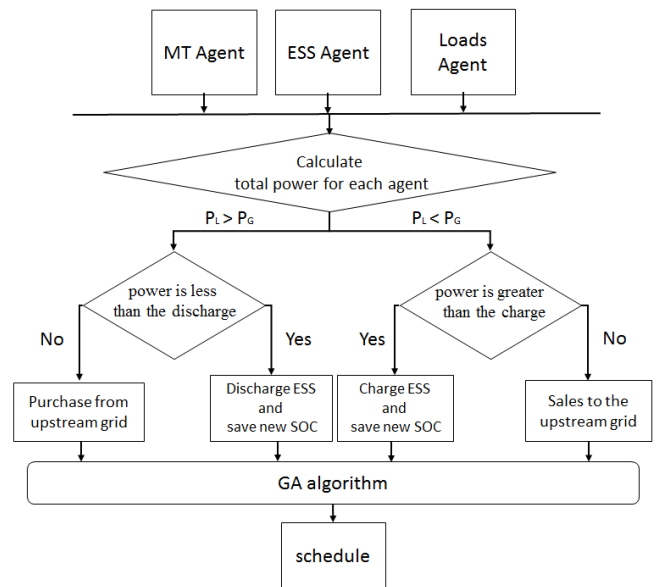 MT Agent
ESS Agent
Loads
Agent
Calculate
total power for each agent
PL > PG
PL < PG
power is less
than the discharge
power is greater
than the charge
No
Yes
Yes
No
Purchase from
upstream grid
Discharge ESS
and
save new SOC
Charge ESS
and
save new SOC
Sales to the
upstream grid
GA algorithm
schedule